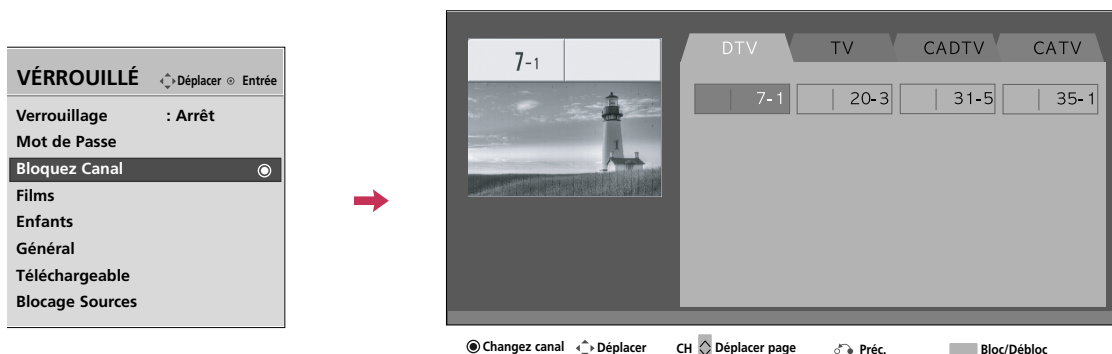 VÉRROUILLÉ Déplacer Entrée
Verrouillage : Arrêt
Mot de Passe
Bloquez Canal
Films
Enfants
Général
Téléchargeable
Blocage Sources
7-1
DTV TV CADTV CATV
7-1 20-3 31-5 35-1
Changez canal Déplacer CH Déplacer page Préc. Bloc/Débloc